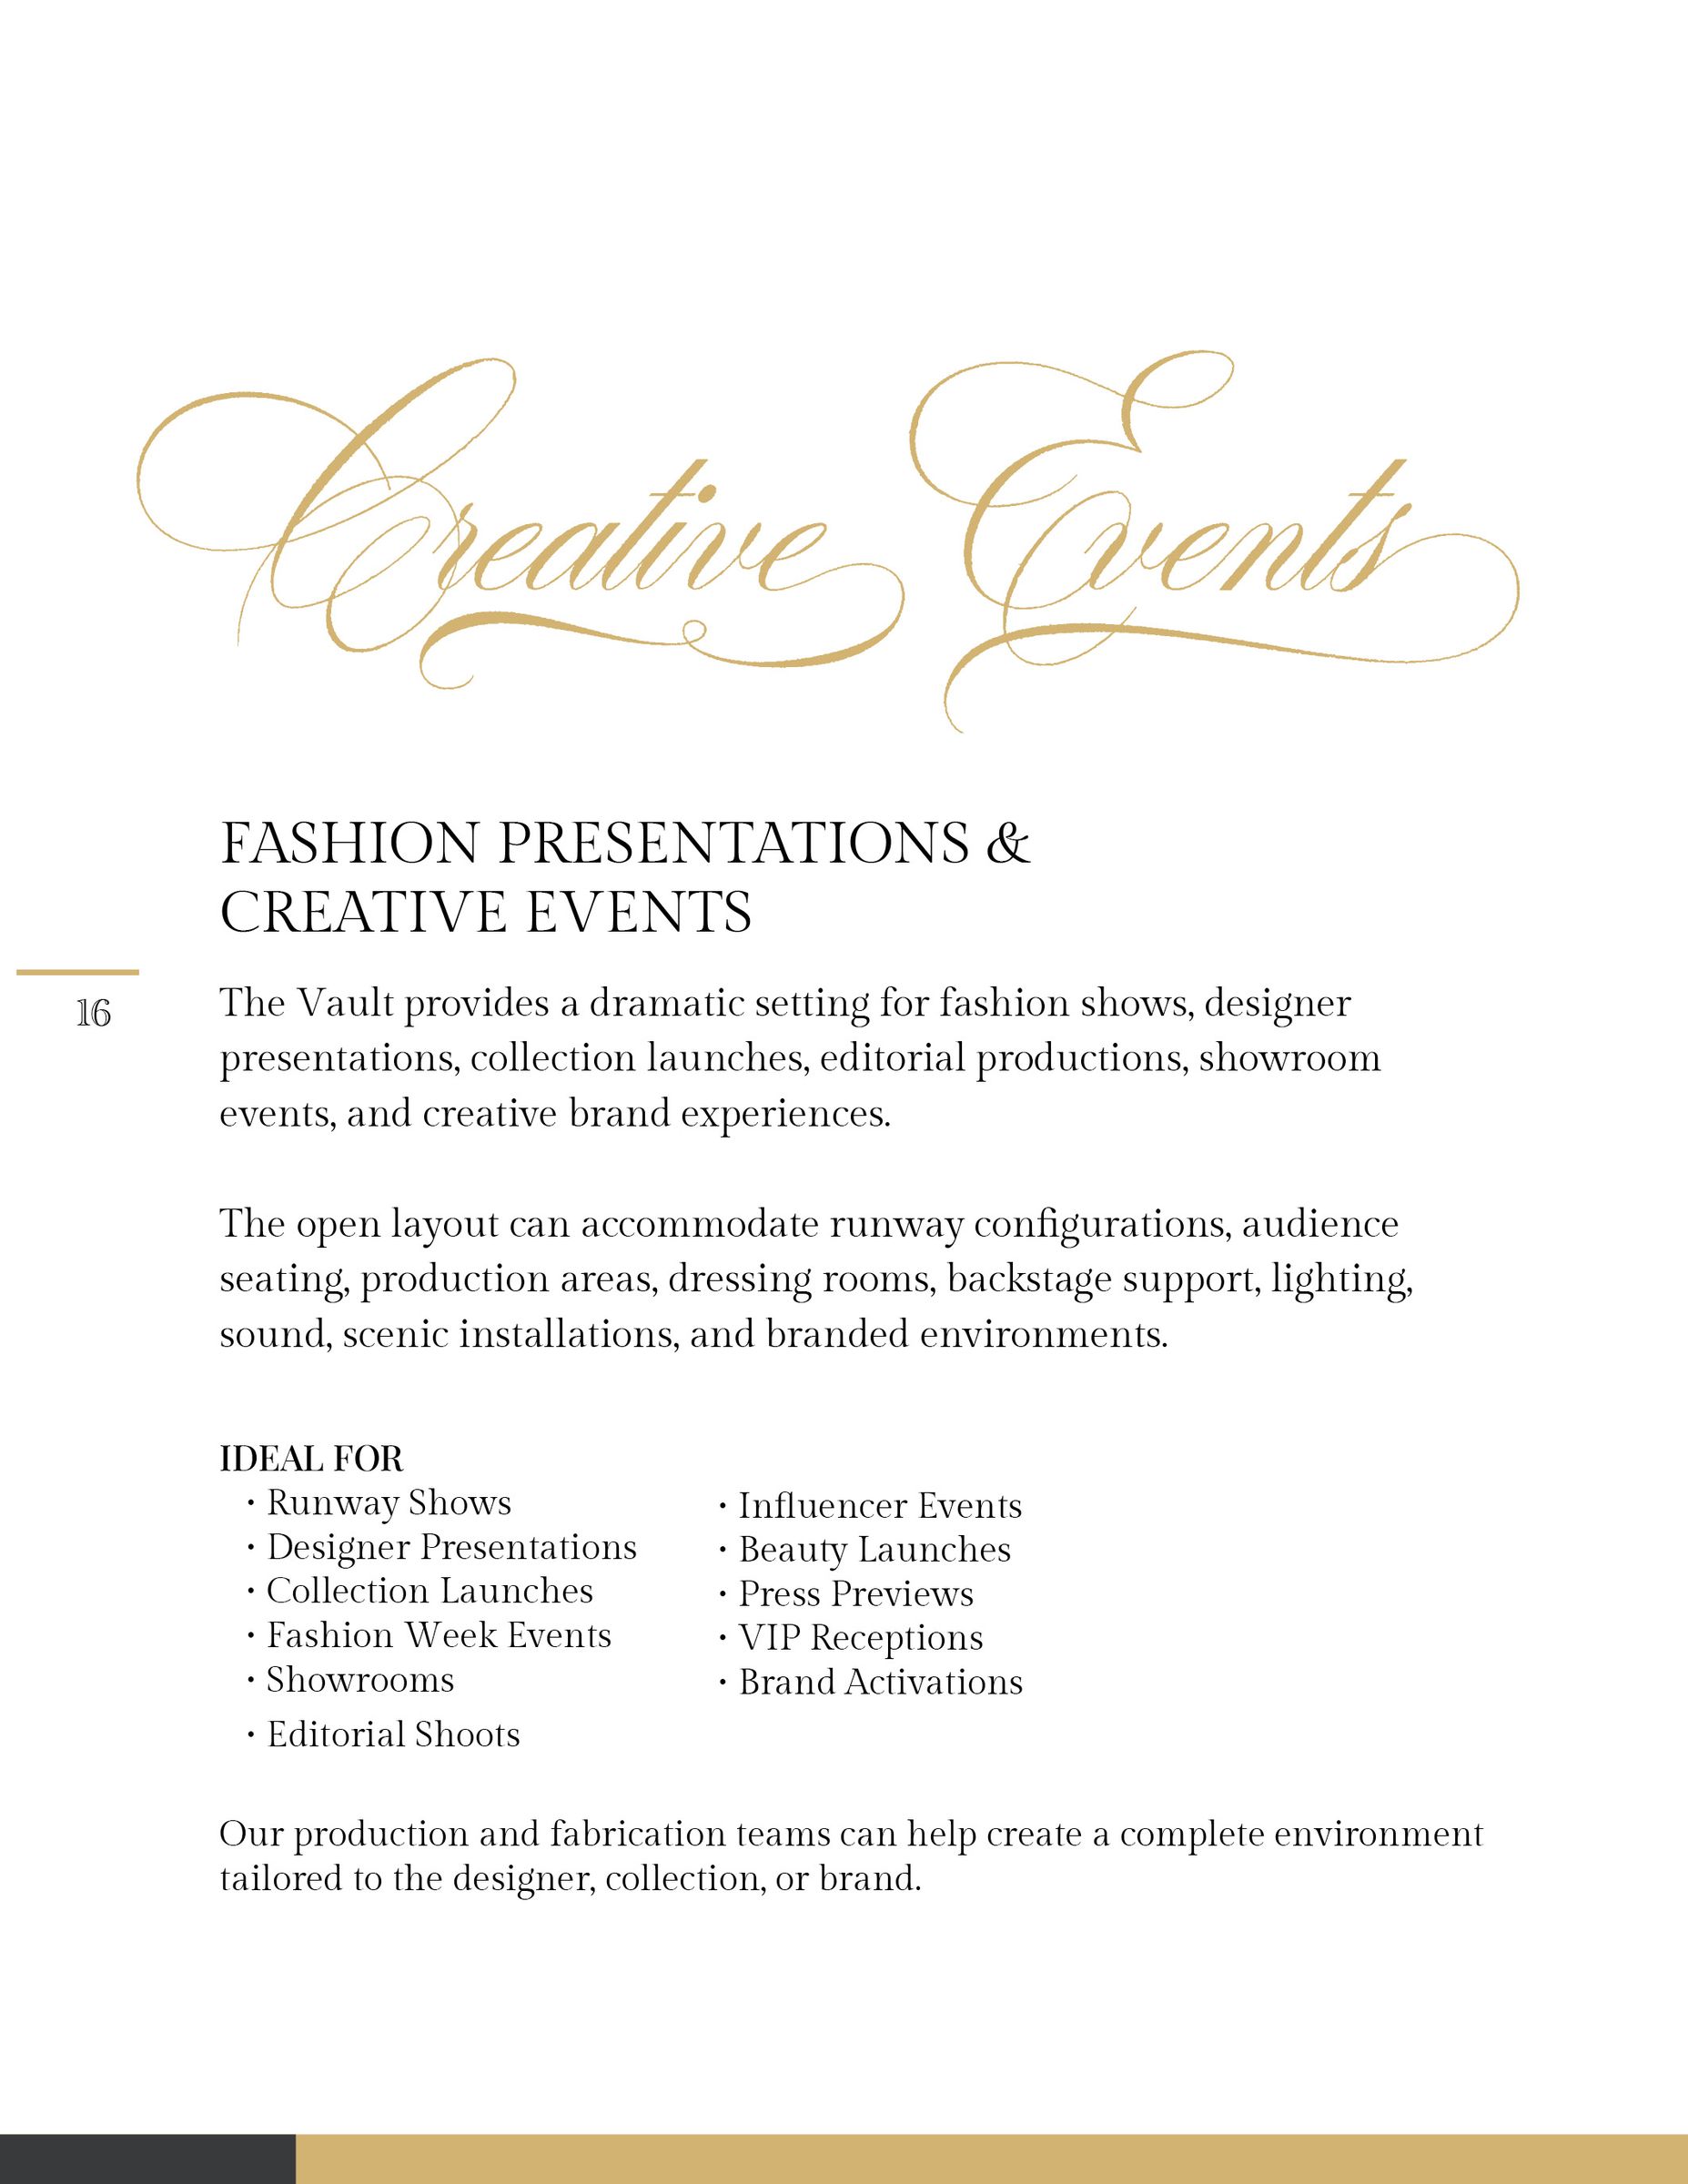 Creative Events
FASHION PRESENTATIONS &
CREATIVE EVENTS
16
The Vault provides a dramatic setting for fashion shows, designer
presentations, collection launches, editorial productions, showroom
events, and creative brand experiences.
The open layout can accommodate runway configurations, audience
seating, production areas, dressing rooms, backstage support, lighting,
sound, scenic installations, and branded environments.
IDEAL FOR
• Runway Shows
• Designer Presentations
• Collection Launches
• Fashion Week Events
• Showrooms
• Editorial Shoots
• Influencer Events
• Beauty Launches
• Press Previews
• VIP Receptions
• Brand Activations
Our production and fabrication teams can help create a complete environment
tailored to the designer, collection, or brand.